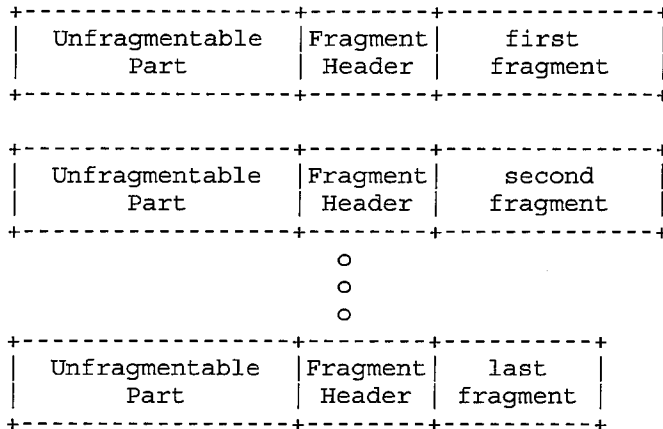 +------------------+--------+--------------+
|  Unfragmentable  |Fragment|    first     |
|       Part       | Header |   fragment   |
+------------------+--------+--------------+
+------------------+--------+--------------+
|  Unfragmentable  |Fragment|    second    |
|       Part       | Header |   fragment   |
+------------------+--------+--------------+
o
o
o
+------------------+--------+----------+
|  Unfragmentable  |Fragment|   last   |
|       Part       | Header | fragment |
+------------------+--------+----------+